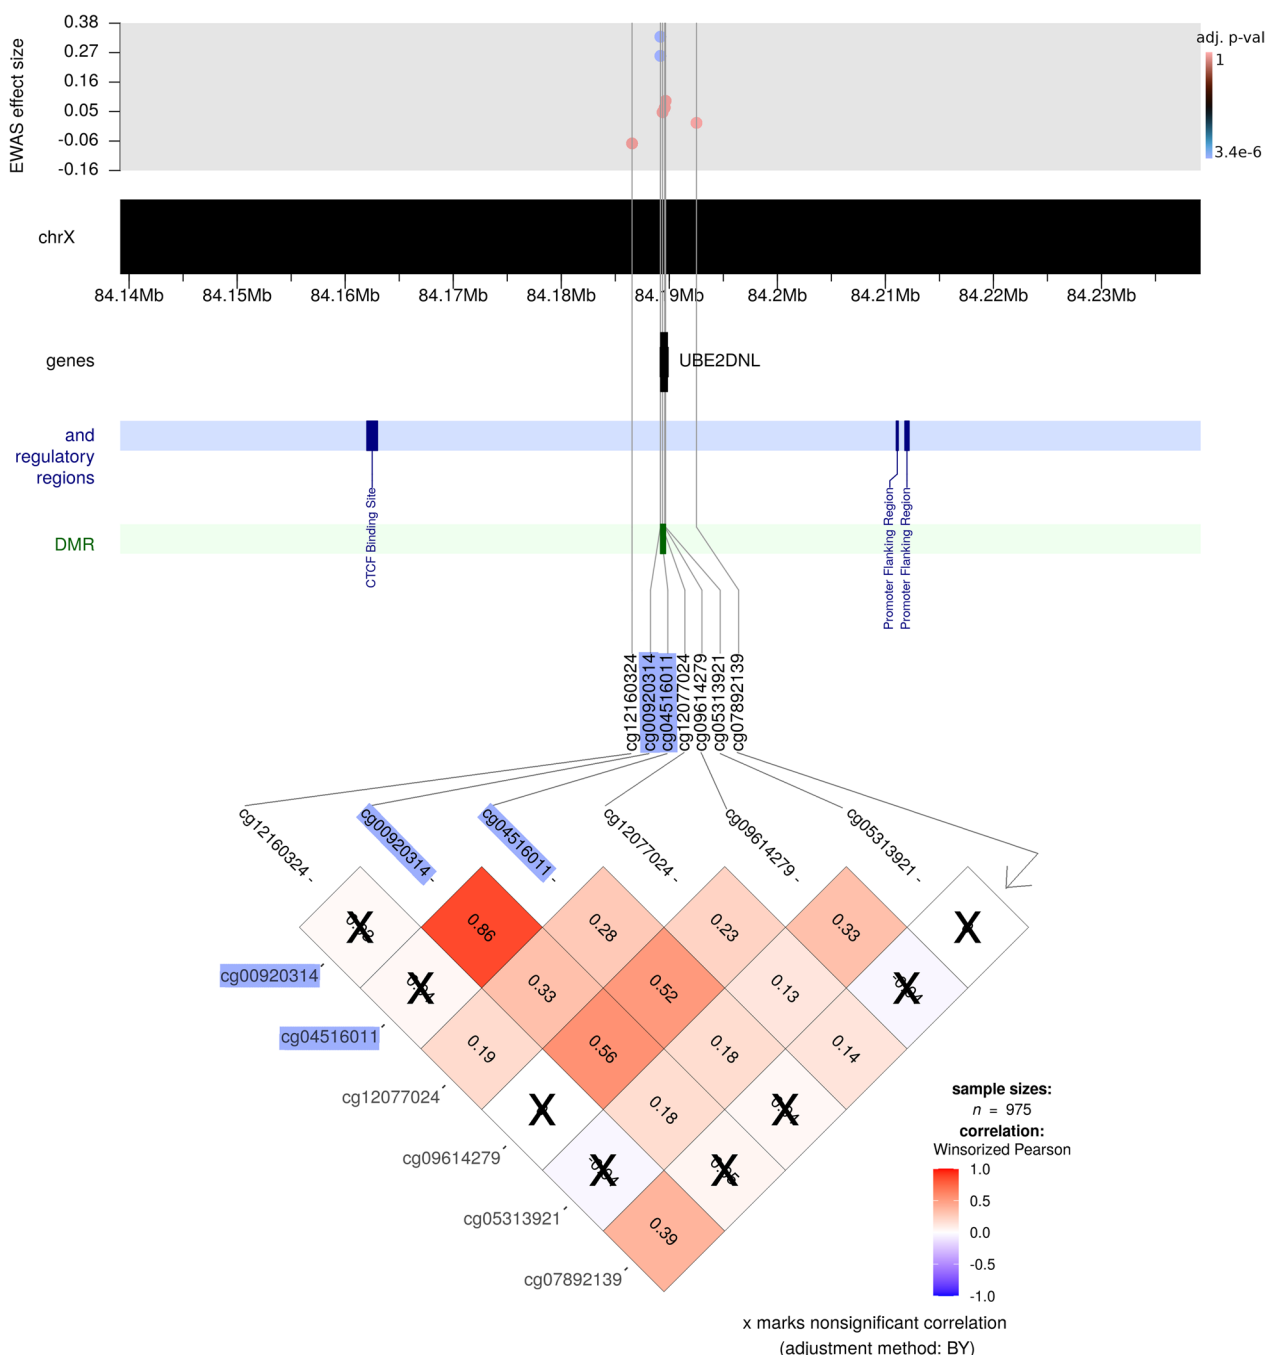 EWAS effect size
0.38
0.27
0.16
0.05
-0.06
-0.16
adj. p-val
1
3.4e-6
chrX
84.14Mb 84.15Mb 84.16Mb 84.17Mb 84.18Mb 84.19Mb 84.2Mb 84.21Mb 84.22Mb 84.23Mb
genes
UBE2DNL
and
regulatory
regions
CTCF Binding Site
Promoter Flanking Region
Promoter Flanking Region
DMR
cg12160324
cg00920314
cg04516011
cg12077024
cg09614279
cg05313921
cg07892139
cg12160324
cg00920314
cg04516011
cg12077024
cg09614279
cg05313921
X 0.86 0.28 0.23 0.33 X
cg00920314
X 0.33 0.52 0.13 X
cg04516011
0.19 0.56 0.18 0.14
cg12077024
X 0.18 X
cg09614279
X X
cg05313921
0.39
cg07892139
sample sizes:
n = 975
correlation:
Winsorized Pearson
1.0
0.5
0.0
-0.5
-1.0
x marks nonsignificant correlation
(adjustment method: BY)